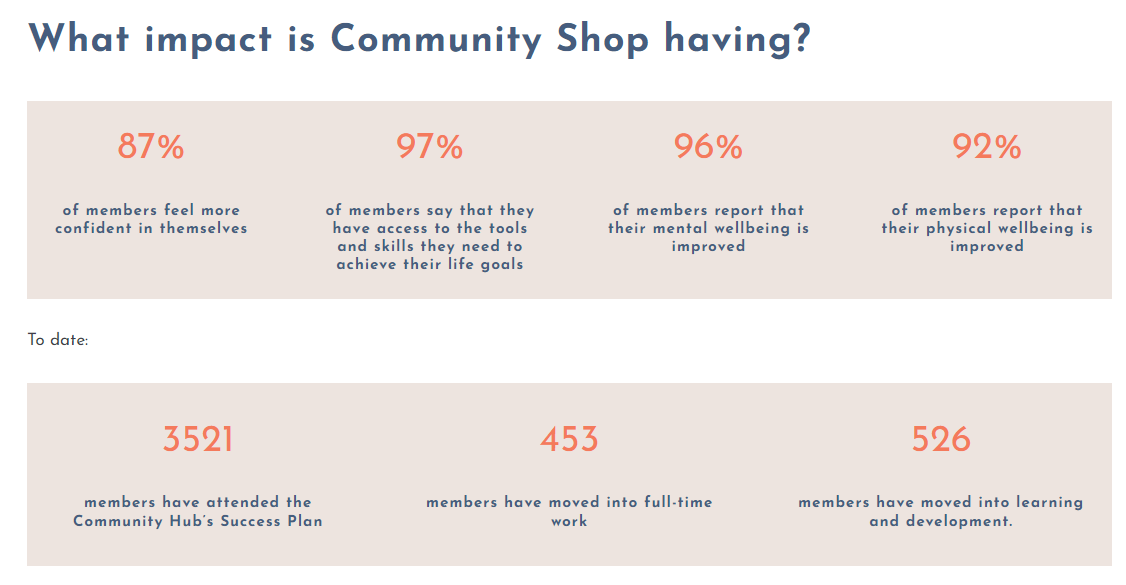 What impact is Community Shop having?
87%
of members feel more
confident in themselves
97%
of members say that they
have access to the tools
and skills they need to
achieve their life goals
96%
of members report that
their mental wellbeing is
improved
92%
of members report that
their physical wellbeing is
improved
To date:
3521
members have attended the
Community Hub's Success Plan
453
members have moved into full-time
work
526
members have moved into learning
and development.